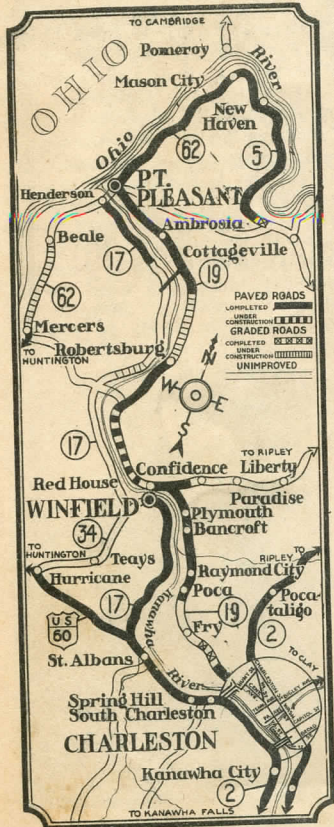 TO CAMBRIDGE
Pomeroy
River
Mason City
OHIO
New
Haven
Ohio
62
5
Henderson
PT.
PLEASANT
Ambrosia
Beale
17
Cottageville
19
62
PAVED ROADS
COMPLETED
UNDER
CONSTRUCTION
GRADED ROADS
COMPLETED
UNDER
CONSTRUCTION
UNIMPROVED
Mercers
TO
HUNTINGTON
Robertsburg
N
W
E
S
17
TO RIPLEY
Confidence
Liberty
Red House
Paradise
WINFIELD
Plymouth
Bancroft
34
TO
HUNTINGTON
Teays
RIPLEY TO
Raymond City
Hurricane
Poca
Poca-
taligo
17
Kanawha
19
US
60
Fry
2
TO CLAY
St. Albans
River
Spring Hill
South Charleston
CHARLESTON
Kanawha City
2
TO KANAWHA FALLS